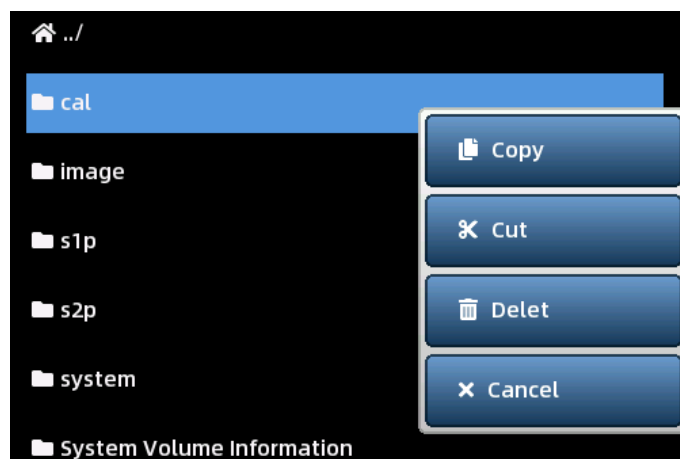 ../
cal
image
s1p
s2p
system
System Volume Information
Copy
Cut
Delet
Cancel